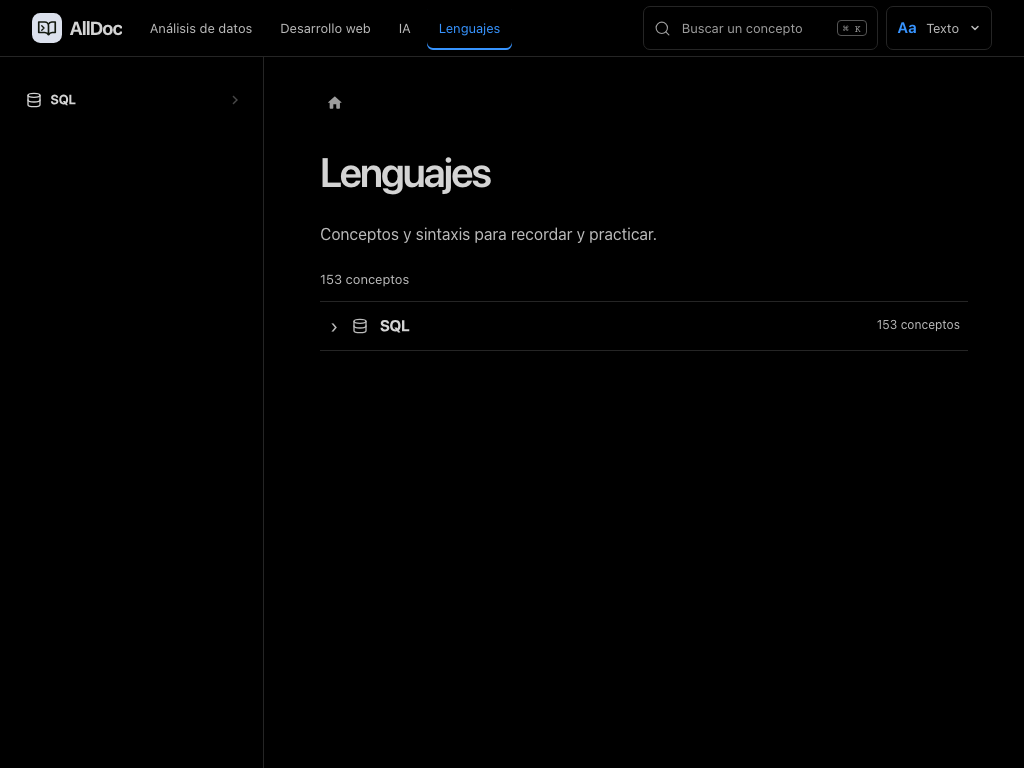 AllDoc
Análisis de datos
Desarrollo web
IA
Lenguajes
Buscar un concepto
⌘ K
Aa Texto
SQL
Lenguajes
Conceptos y sintaxis para recordar y practicar.
153 conceptos
SQL
153 conceptos